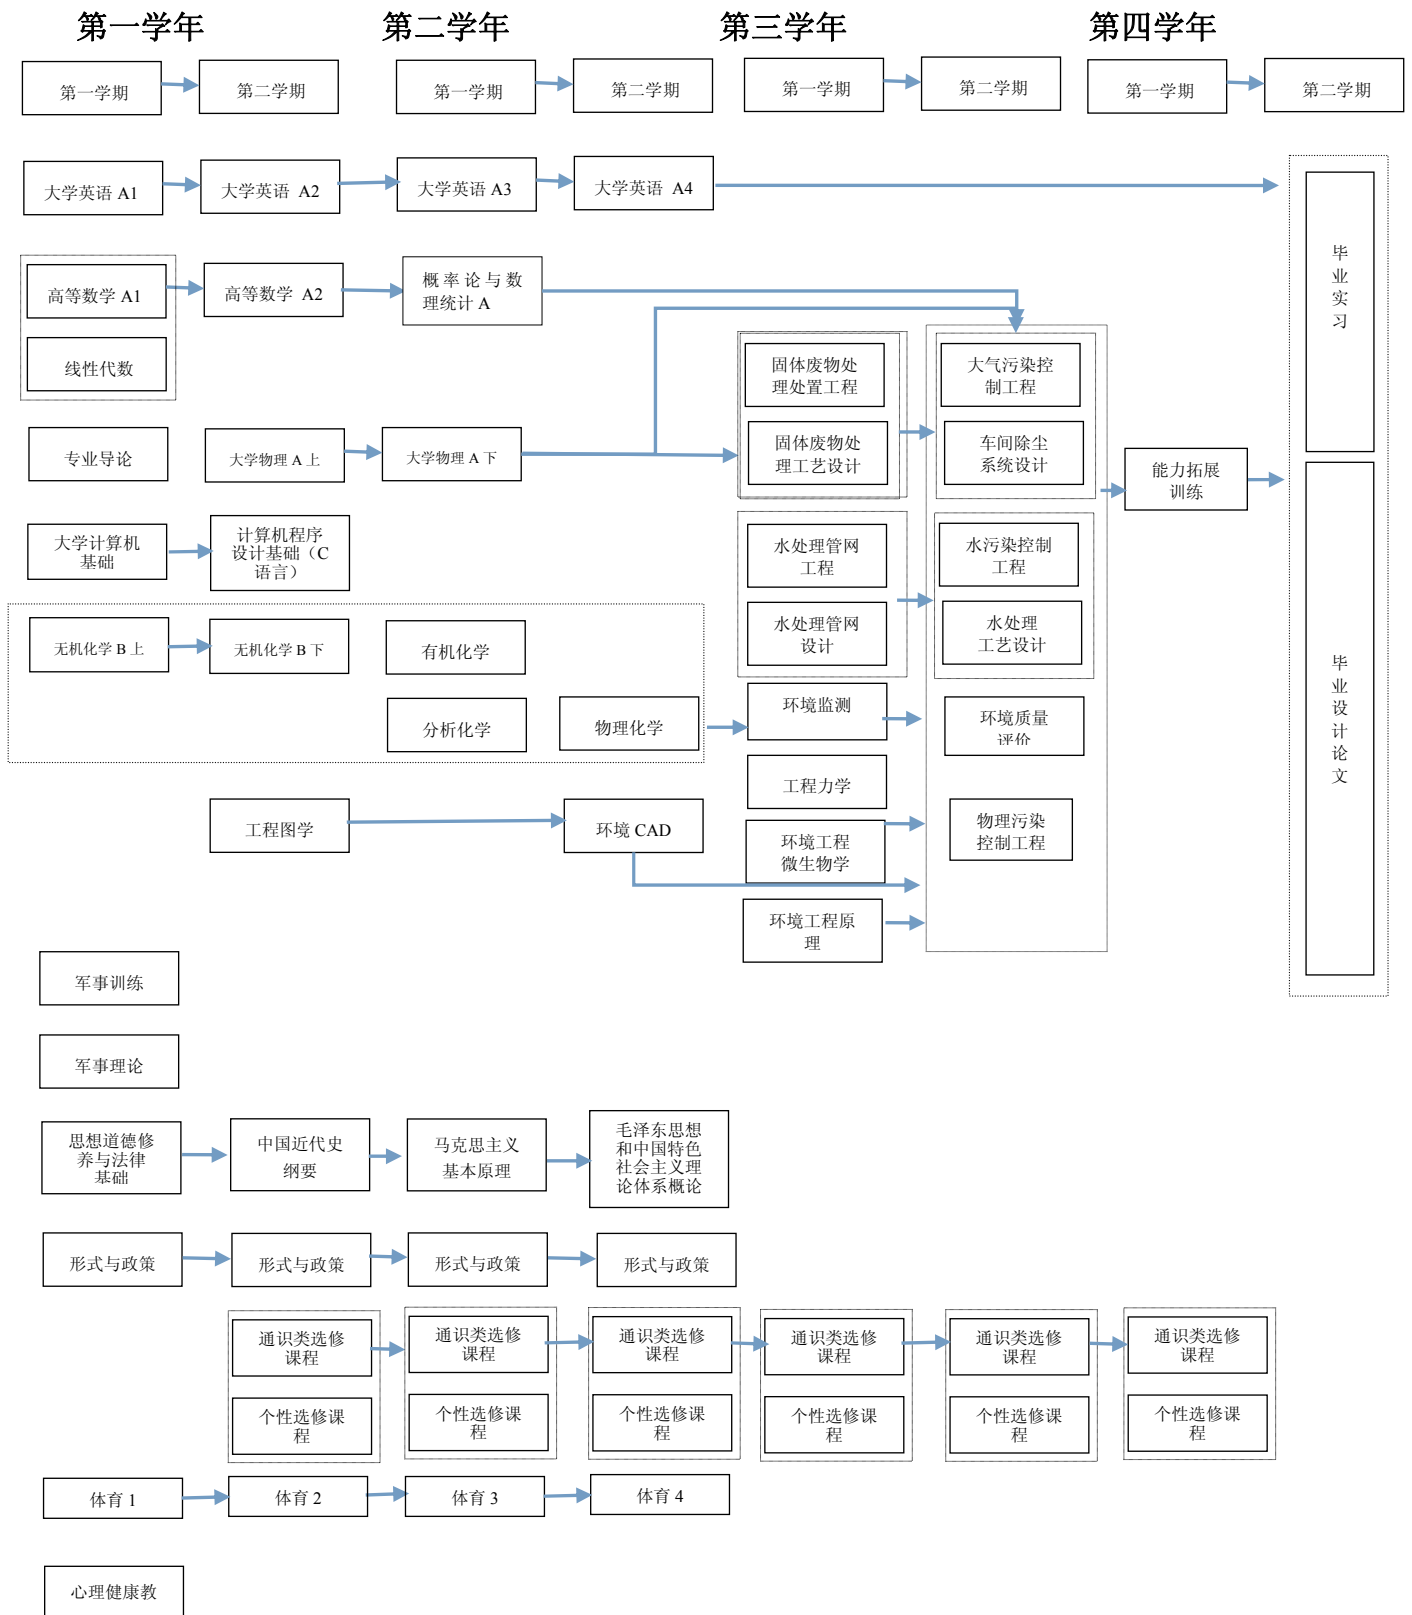 第一学年
第二学年
第三学年
第四学年
第一学期
第二学期
第一学期
第二学期
第一学期
第二学期
第一学期
第二学期
大学英语 A1
大学英语 A2
大学英语 A3
大学英语 A4
高等数学 A1
线性代数
高等数学 A2
概率论与数
理统计 A
专业导论
大学物理 A 上
大学物理 A 下
固体废物处
理处置工程
固体废物处
理工艺设计
大气污染控
制工程
车间除尘
系统设计
能力拓展
训练
毕业实习
毕业设计论文
大学计算机
基础
计算机程序
设计基础（C
语言）
水处理管网
工程
水处理管网
设计
水污染控制
工程
水处理
工艺设计
无机化学 B 上
无机化学 B 下
有机化学
分析化学
物理化学
环境监测
环境质量
评价
工程图学
环境 CAD
工程力学
环境工程
微生物学
物理污染
控制工程
环境工程原
理
军事训练
军事理论
思想道德修
养与法律
基础
中国近代史
纲要
马克思主义
基本原理
毛泽东思想
和中国特色
社会主义理
论体系概论
形式与政策
形式与政策
形式与政策
形式与政策
通识类选修
课程
个性选修课
程
通识类选修
课程
个性选修课
程
通识类选修
课程
个性选修课
程
通识类选修
课程
个性选修课
程
通识类选修
课程
个性选修课
程
通识类选修
课程
个性选修课
程
体育 1
体育 2
体育 3
体育 4
心理健康教